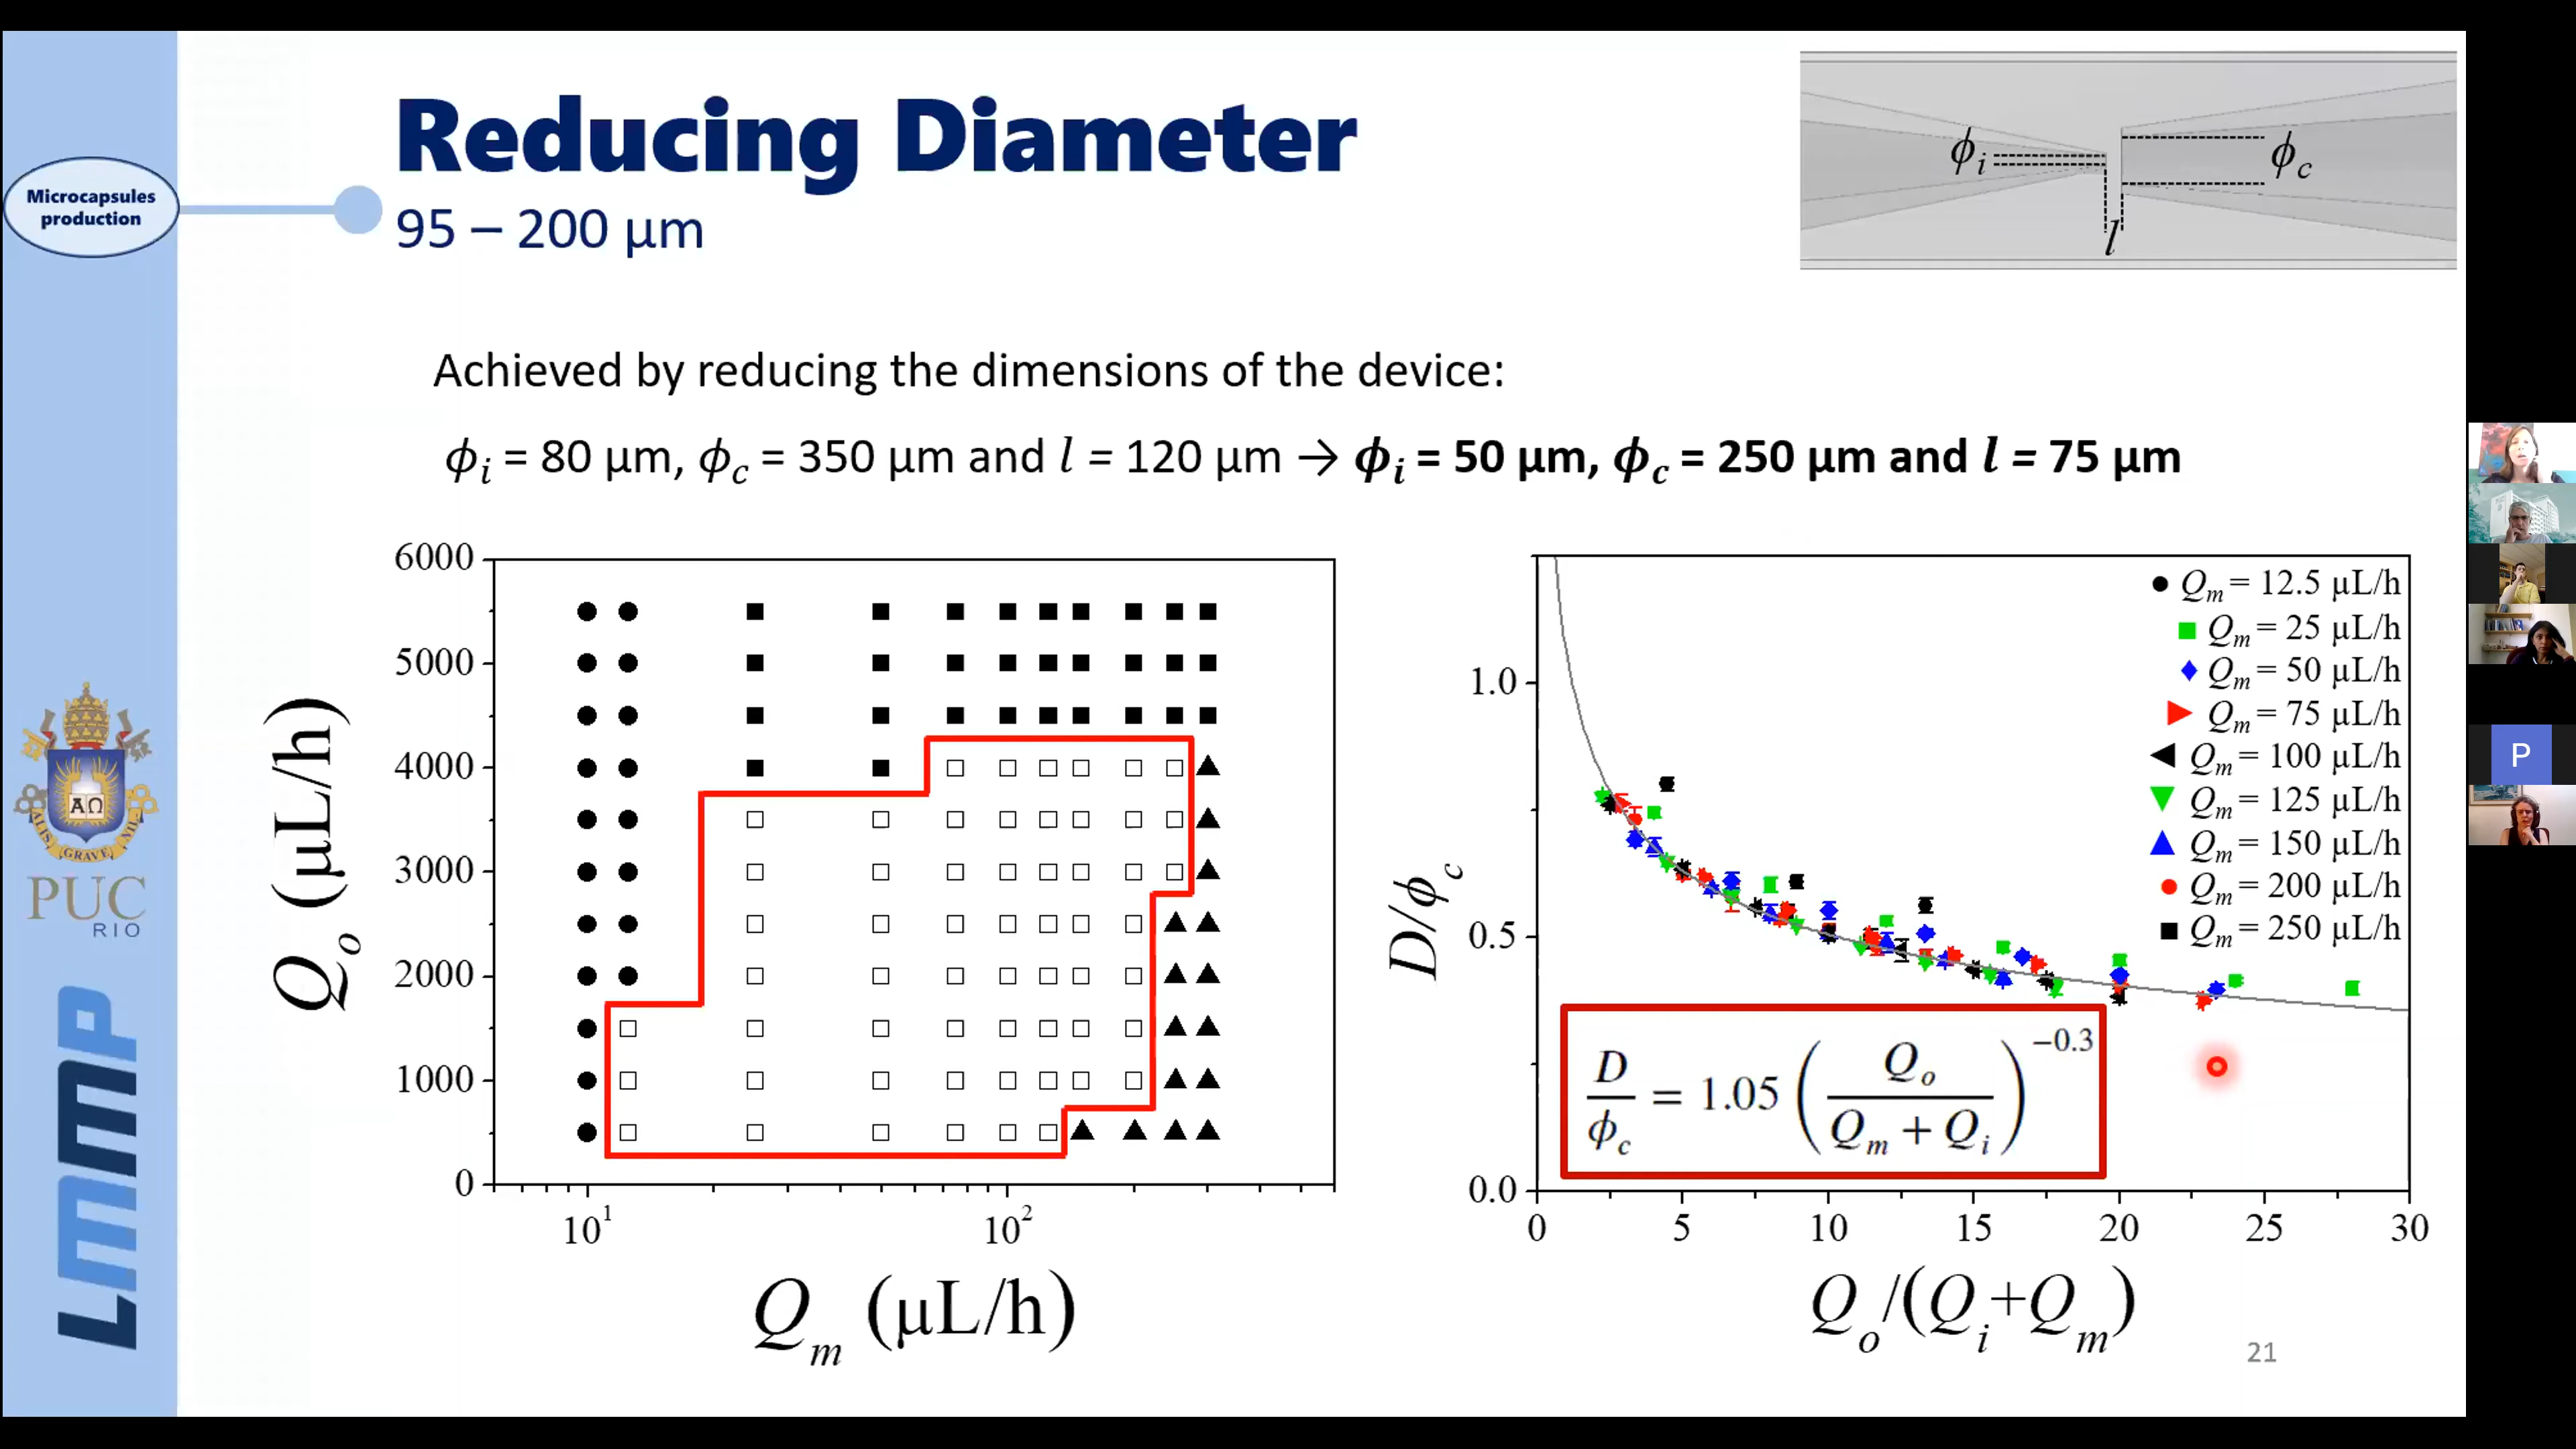 Reducing Diameter
95 – 200 µm
Microcapsules
production
ϕi
ϕc
l
Achieved by reducing the dimensions of the device:
ϕi = 80 µm, ϕc = 350 µm and l = 120 µm → ϕi = 50 µm, ϕc = 250 µm and l = 75 µm
6000
5000
4000
3000
2000
1000
0
10¹
10²
Qo (µL/h)
Qm (µL/h)
Qm = 12.5 µL/h
Qm = 25 µL/h
Qm = 50 µL/h
Qm = 75 µL/h
Qm = 100 µL/h
Qm = 125 µL/h
Qm = 150 µL/h
Qm = 200 µL/h
Qm = 250 µL/h
1.0
0.5
0.0
D/ϕc
D/ϕc = 1.05 (Qo/(Qm + Qi))^−0.3
0 5 10 15 20 25 30
Qo/(Qi+Qm)
21
ΑΩ
ALIS GRAVE NIL
PUC
RIO
LMMP
P